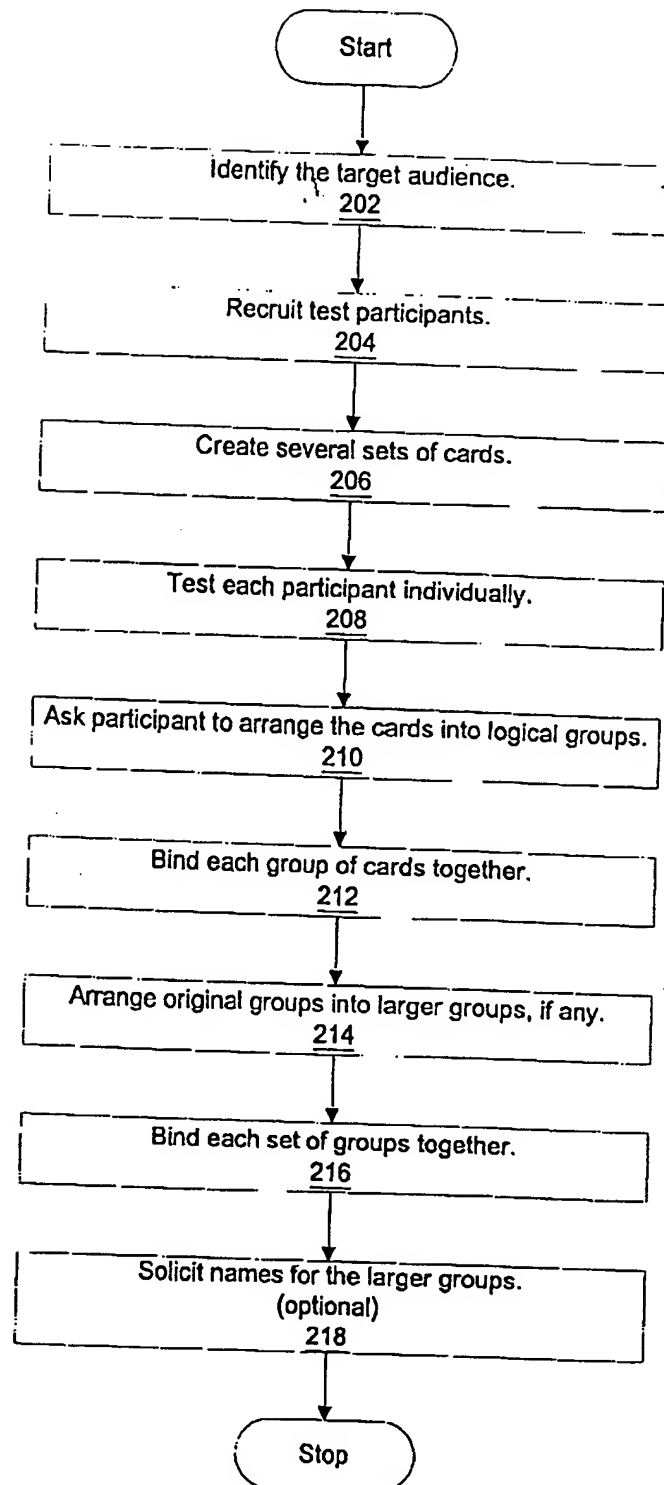 Start
Identify the target audience.
202
Recruit test participants.
204
Create several sets of cards.
206
Test each participant individually.
208
Ask participant to arrange the cards into logical groups.
210
Bind each group of cards together.
212
Arrange original groups into larger groups, if any.
214
Bind each set of groups together.
216
Solicit names for the larger groups.
(optional)
218
Stop